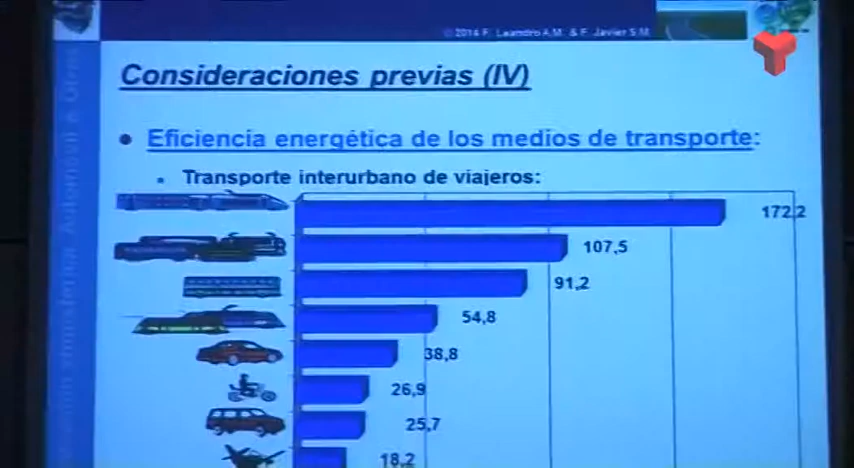 © 2014 F. Leandro A.M. & F. Javier S.M.
Consideraciones previas (IV)
• Eficiencia energética de los medios de transporte:
• Transporte interurbano de viajeros:
172,2
107,5
91,2
54,8
38,8
26,9
25,7
18,2